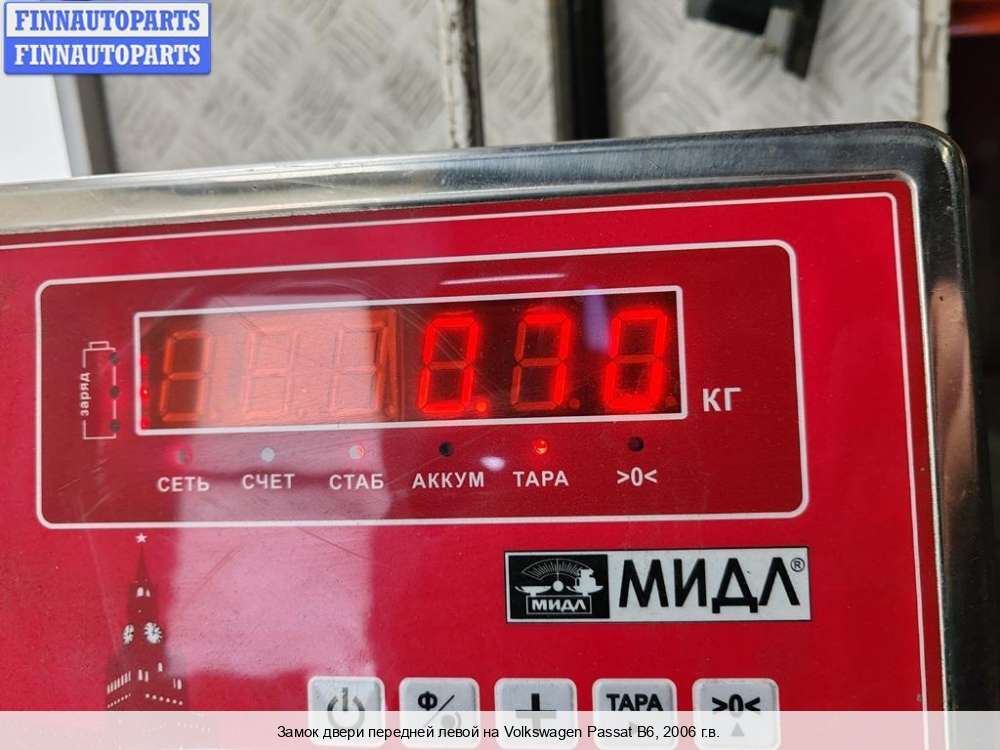 FINNAUTOPARTS
FINNAUTOPARTS
заряд
0.70
КГ
СЕТЬ СЧЕТ СТАБ АККУМ ТАРА >0<
МИДЛ
МИДЛ®
Ф/ + ТАРА >0<
Замок двери передней левой на Volkswagen Passat B6, 2006 г.в.